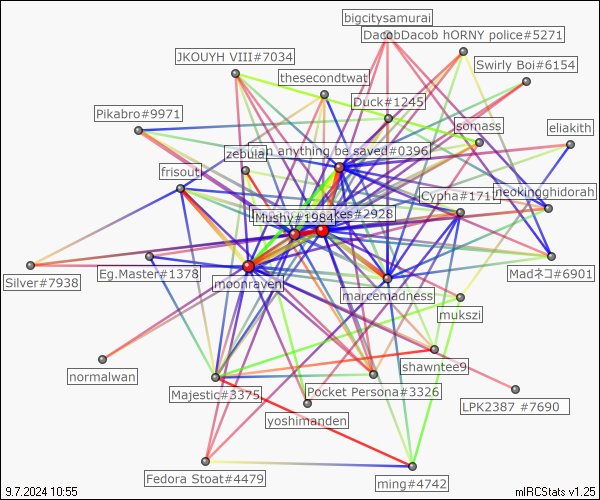 bigcitysamurai
DacobDacob hORNY police#5271
JKOUYH VIII#7034
Swirly Boi#6154
thesecondtwat
Duck#1245
Pikabro#9971
somass
eliakith
zebulal
an anything be saved#0396
frisout
Cypha#171
neokingghidorah
Mushy#1984
kes#2928
Silver#7938
Eg.Master#1378
moonraven
marcemadness
Madネコ#6901
mukszi
normalwan
shawntee9
Majestic#3375
Pocket Persona#3326
LPK2387 #7690
yoshimanden
Fedora Stoat#4479
ming#4742
9.7.2024 10:55
mIRCStats v1.25